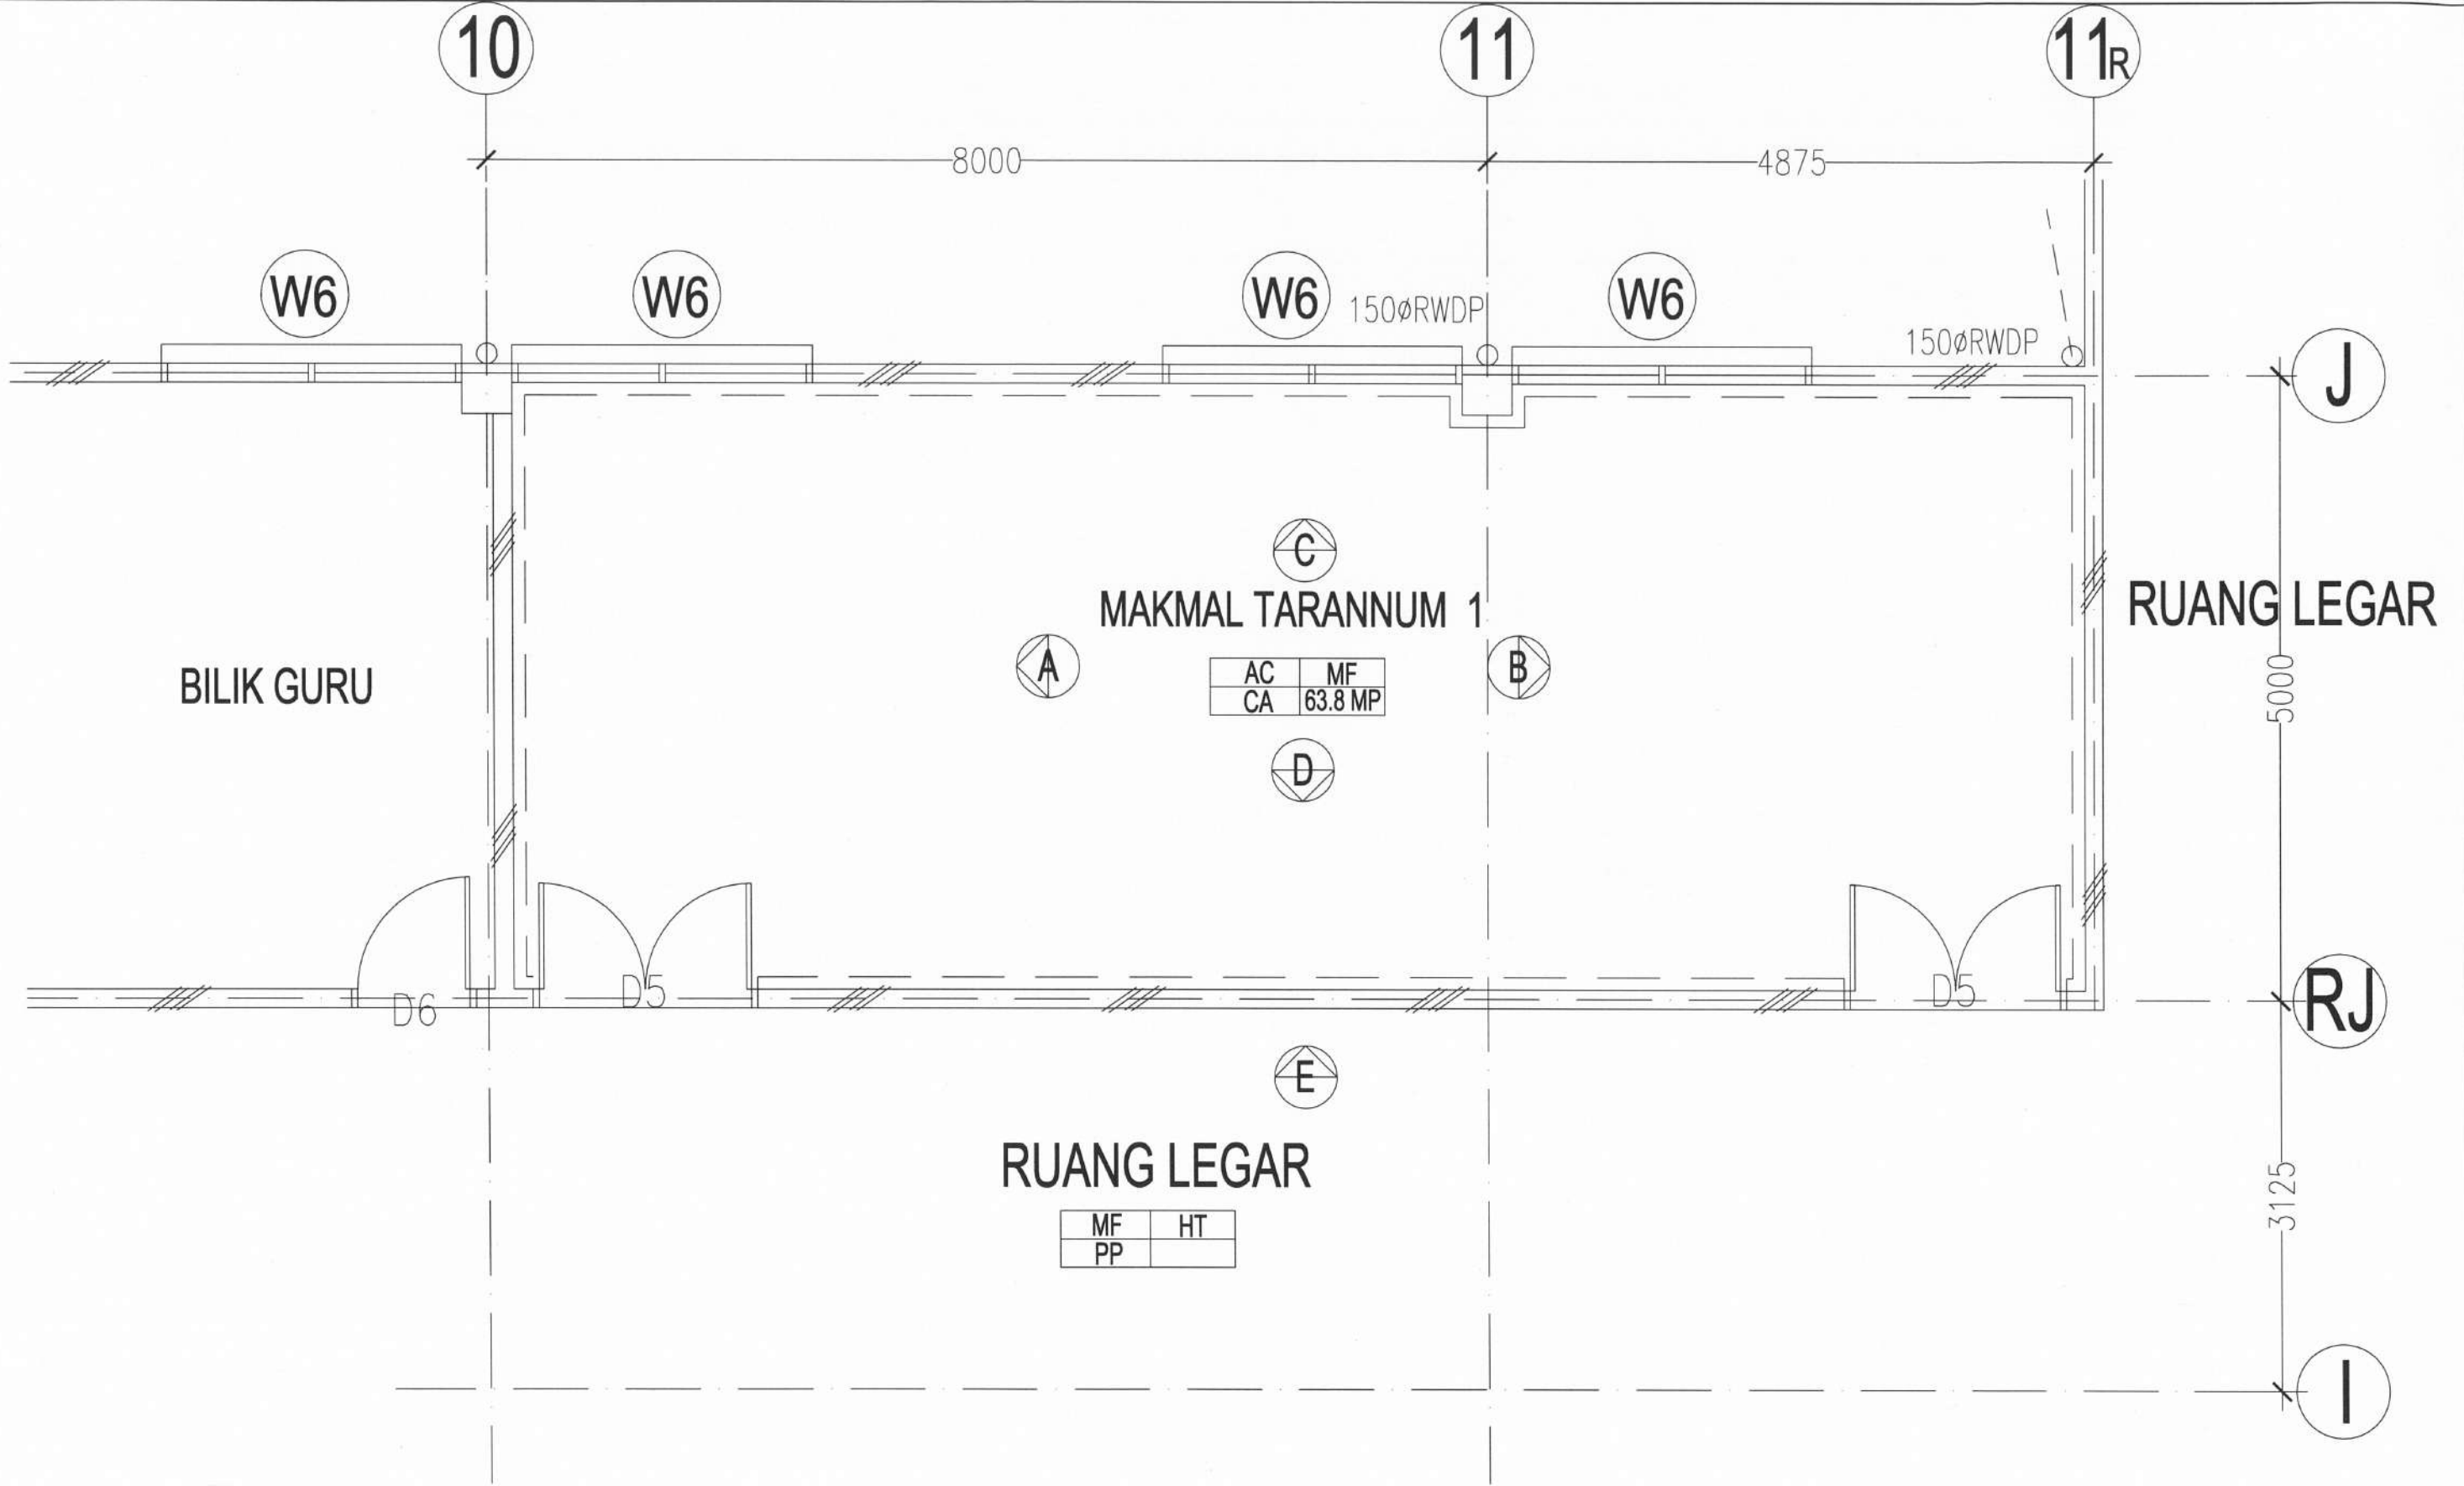 10
11
11R
8000
4875
W6
W6
W6
150øRWDP
W6
150øRWDP
J
C
MAKMAL TARANNUM 1
RUANG LEGAR
A
B
AC MF
CA 63.8 MP
BILIK GURU
5000
D
D6
D5
D5
RJ
E
RUANG LEGAR
3125
MF HT
PP
I